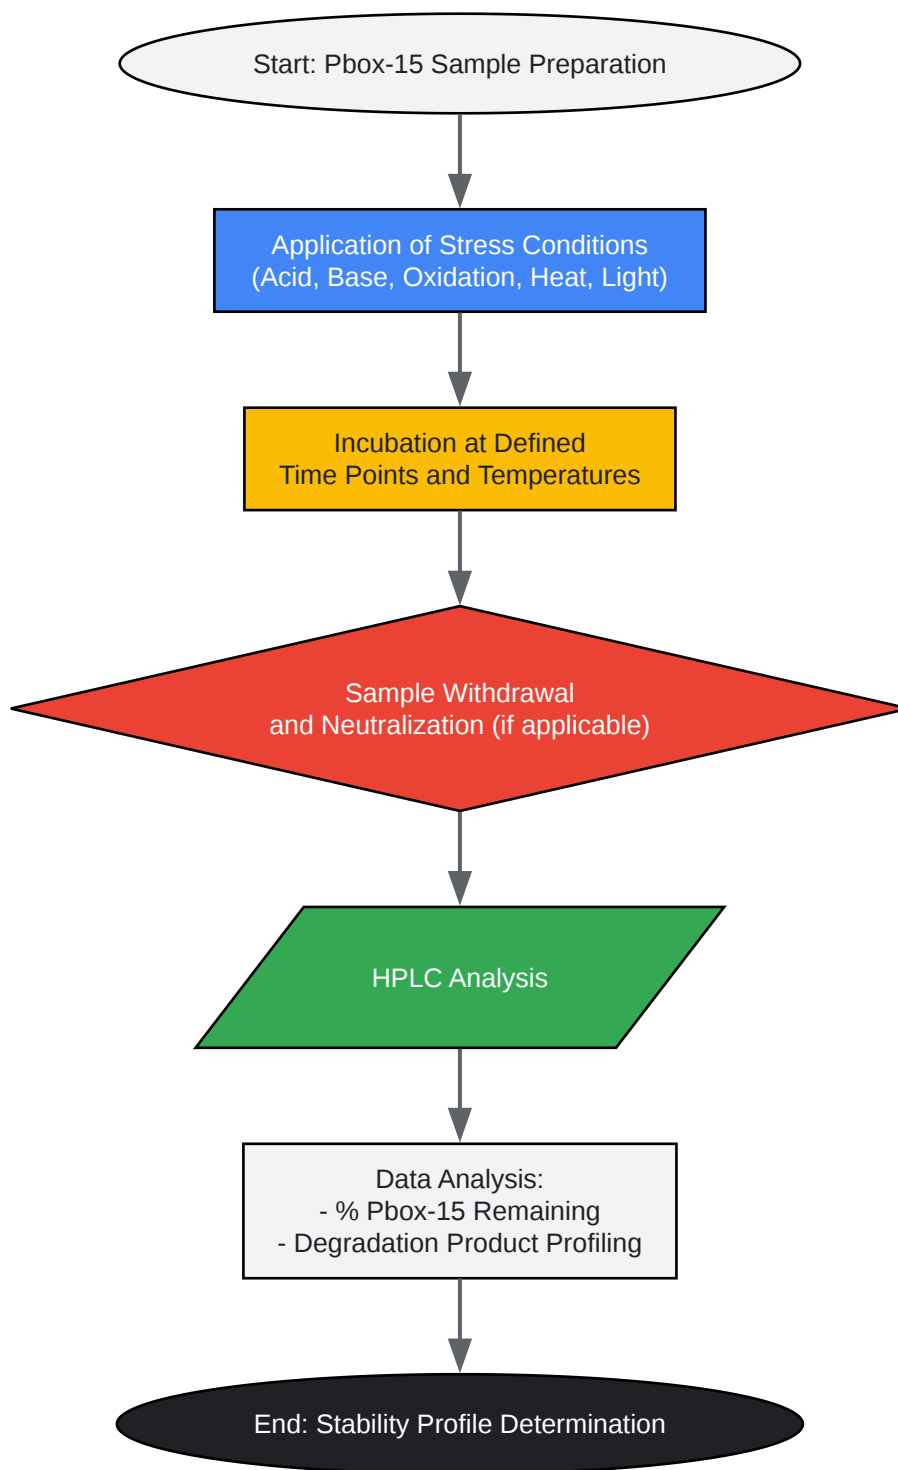 Start: Pbox-15 Sample Preparation
Application of Stress Conditions
(Acid, Base, Oxidation, Heat, Light)
Incubation at Defined
Time Points and Temperatures
Sample Withdrawal
and Neutralization (if applicable)
HPLC Analysis
Data Analysis:
- % Pbox-15 Remaining
- Degradation Product Profiling
End: Stability Profile Determination